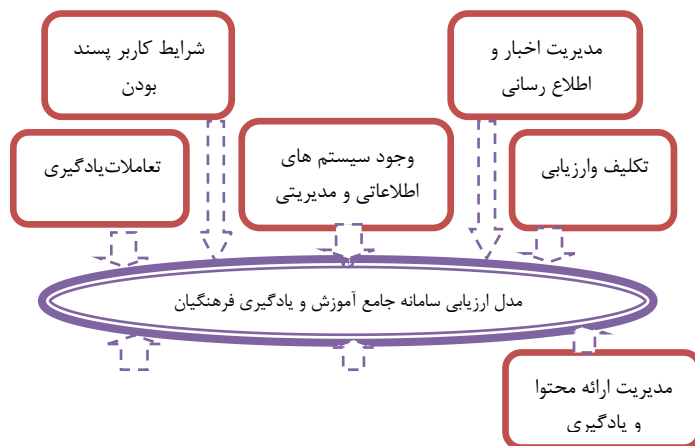 مدیریت اخبار و
اطلاع رسانی
شرایط کاربر پسند
بودن
تکلیف وارزیابی
وجود سیستم های
اطلاعاتی و مدیریتی
تعاملات‌یادگیری
مدل ارزیابی سامانه جامع آموزش و یادگیری فرهنگیان
مدیریت ارائه محتوا
و یادگیری